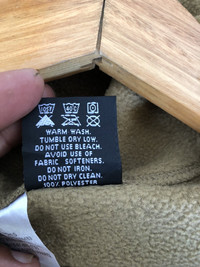 WARM WASH.
TUMBLE DRY LOW.
DO NOT USE BLEACH.
AVOID USE OF
FABRIC SOFTENERS.
DO NOT IRON.
DO NOT DRY CLEAN.
100% POLYESTER